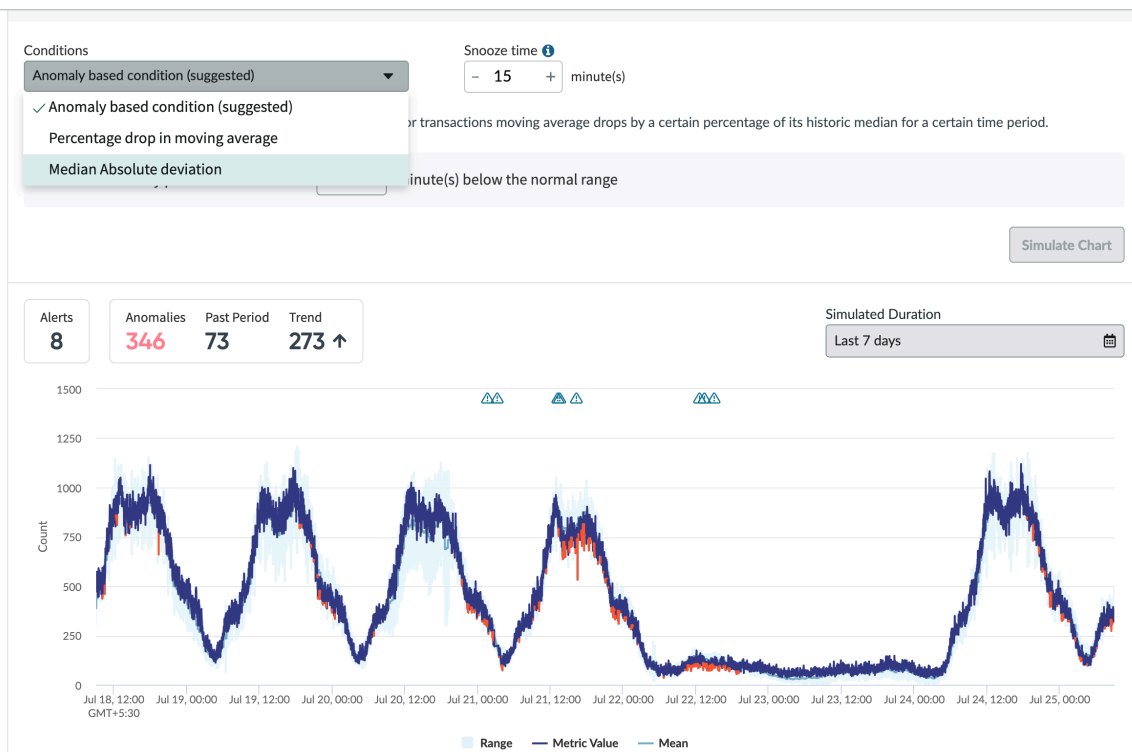 Conditions
Snooze time
Anomaly based condition (suggested)
- 15 + minute(s)
Anomaly based condition (suggested)
Percentage drop in moving average
Median Absolute deviation
or transactions moving average drops by a certain percentage of its historic median for a certain time period.
inute(s) below the normal range
Simulate Chart
Alerts
8
Anomalies Past Period Trend
346 73 273
Simulated Duration
Last 7 days
1500
1250
1000
750
500
250
0
Count
Jul 18, 12:00 Jul 19, 00:00 Jul 19, 12:00 Jul 20, 00:00 Jul 20, 12:00 Jul 21, 00:00 Jul 21, 12:00 Jul 22, 00:00 Jul 22, 12:00 Jul 23, 00:00 Jul 23, 12:00 Jul 24, 00:00 Jul 24, 12:00 Jul 25, 00:00
GMT+5:30
Range Metric Value Mean